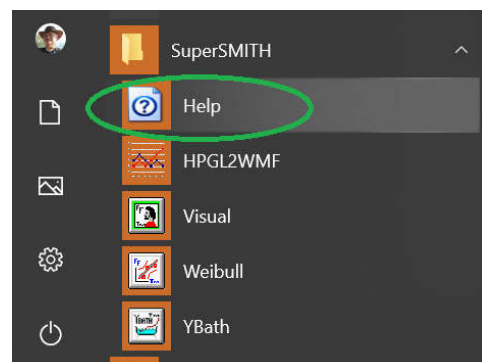 SuperSMITH
Help
HPGL2WMF
Visual
Weibull
YBath